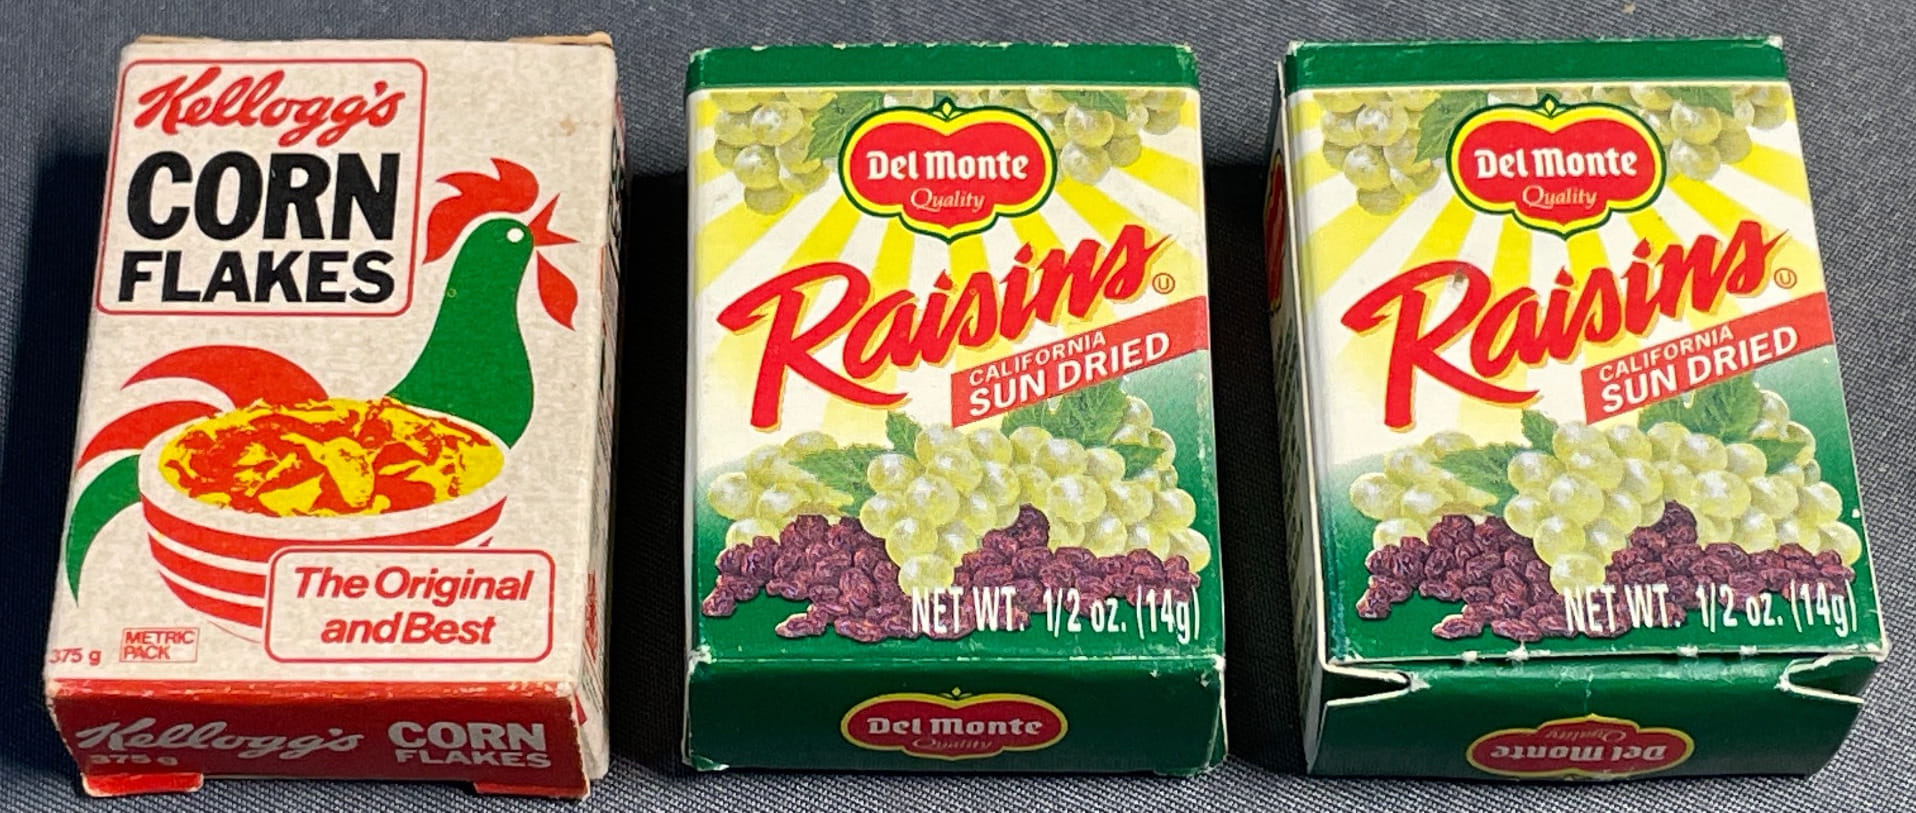 Kellogg's
CORN
FLAKES
The Original
and Best
375 g
METRIC
PACK
Kellogg's CORN
FLAKES
375 g
Del Monte
Quality
Raisins
U
CALIFORNIA
SUN DRIED
NET WT. 1/2 oz. (14g)
Del Monte
Quality
Del Monte
Quality
Raisins
U
CALIFORNIA
SUN DRIED
NET WT. 1/2 oz. (14g)
Del Monte
Quality